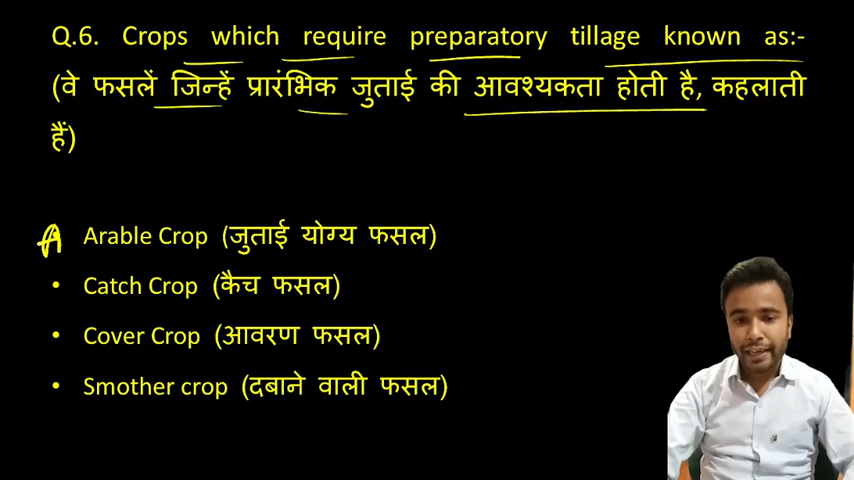 Q.6. Crops which require preparatory tillage known as:-
(वे फसलें जिन्हें प्रारंभिक जुताई की आवश्यकता होती है, कहलाती
हैं)
A Arable Crop (जुताई योग्य फसल)
• Catch Crop (कैच फसल)
• Cover Crop (आवरण फसल)
• Smother crop (दबाने वाली फसल)